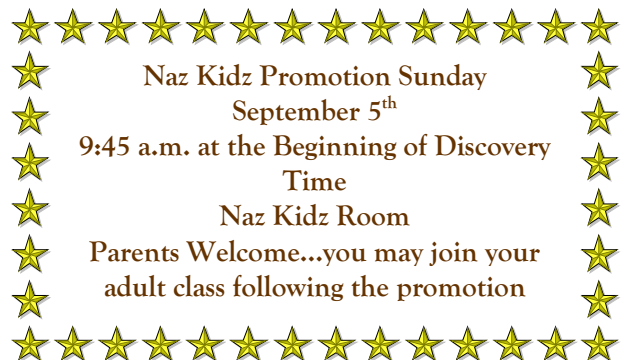 Naz Kidz Promotion Sunday
September 5th
9:45 a.m. at the Beginning of Discovery
Time
Naz Kidz Room
Parents Welcome...you may join your
adult class following the promotion